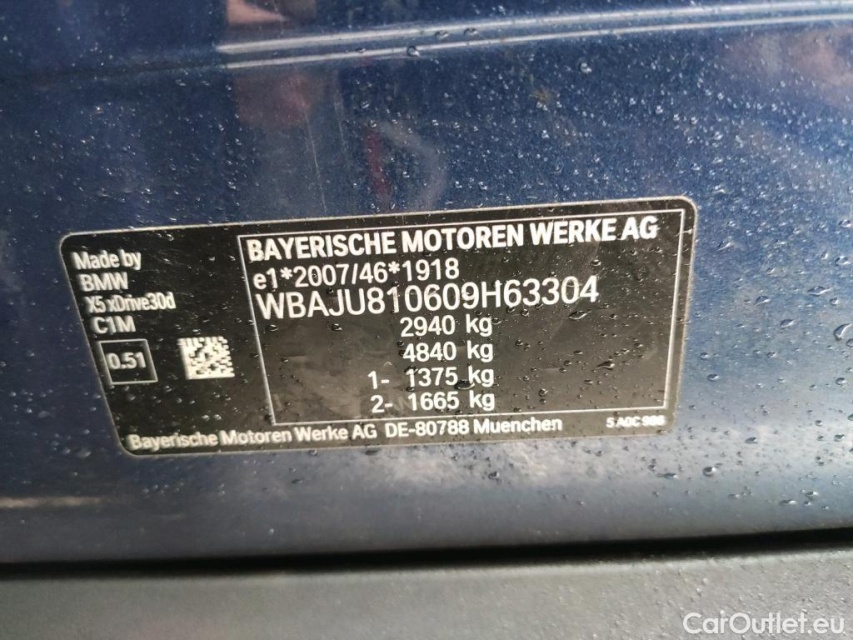 Made by
BMW
X5 xDrive30d
C1M
0.51
BAYERISCHE MOTOREN WERKE AG
e1*2007/46*1918
WBAJU810609H63304
2940 kg
4840 kg
1- 1375 kg
2- 1665 kg
Bayerische Motoren Werke AG DE-80788 Muenchen
CarOutlet.eu